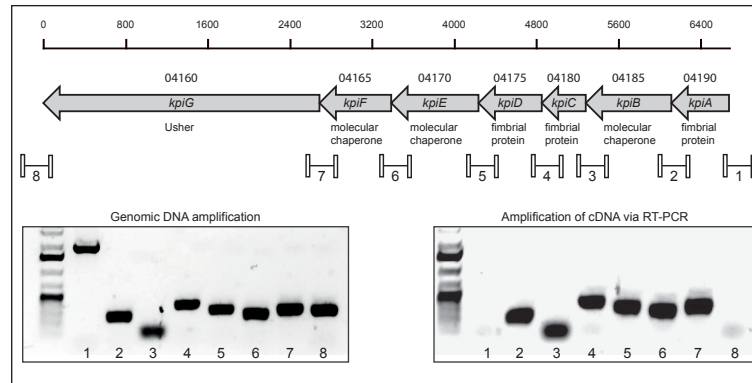 0 800 1600 2400 3200 4000 4800 5600 6400
04160 04165 04170 04175 04180 04185 04190
kpiG kpiF kpiE kpiD kpiC kpiB kpiA
Usher molecular chaperone molecular chaperone fimbrial protein fimbrial protein molecular chaperone fimbrial protein
8 7 6 5 4 3 2 1
Genomic DNA amplification
1 2 3 4 5 6 7 8
Amplification of cDNA via RT-PCR
1 2 3 4 5 6 7 8